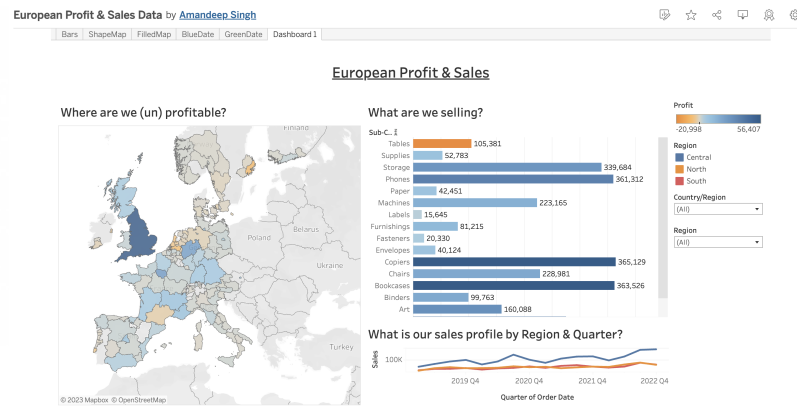 European Profit & Sales Data by Amandeep Singh
Bars ShapeMap FilledMap BlueDate GreenDate Dashboard 1
European Profit & Sales
Where are we (un) profitable?
Finland
Poland
Belarus
Ukraine
Turkey
© 2023 Mapbox © OpenStreetMap
What are we selling?
Sub-C..
Tables 105,381
Supplies 52,783
Storage 339,684
Phones 361,312
Paper 42,451
Machines 223,165
Labels 15,645
Furnishings 81,215
Fasteners 20,330
Envelopes 40,124
Copiers 365,129
Chairs 228,981
Bookcases 363,526
Binders 99,763
Art 160,088
What is our sales profile by Region & Quarter?
Sales
100K
2019 Q4 2020 Q4 2021 Q4 2022 Q4
Quarter of Order Date
Profit
-20,998 56,407
Region
Central
North
South
Country/Region
(All)
Region
(All)